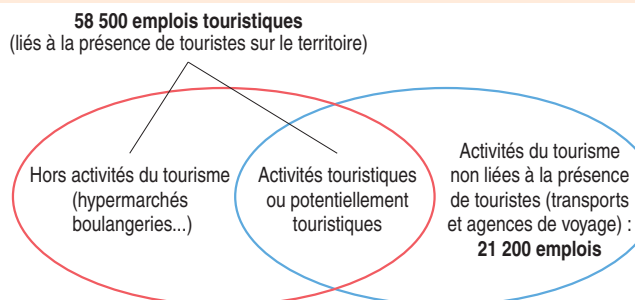 58 500 emplois touristiques
(liés à la présence de touristes sur le territoire)
Hors activités du tourisme
(hypermarchés
boulangeries...)
Activités touristiques
ou potentiellement
touristiques
Activités du tourisme
non liées à la présence
de touristes (transports
et agences de voyage) :
21 200 emplois